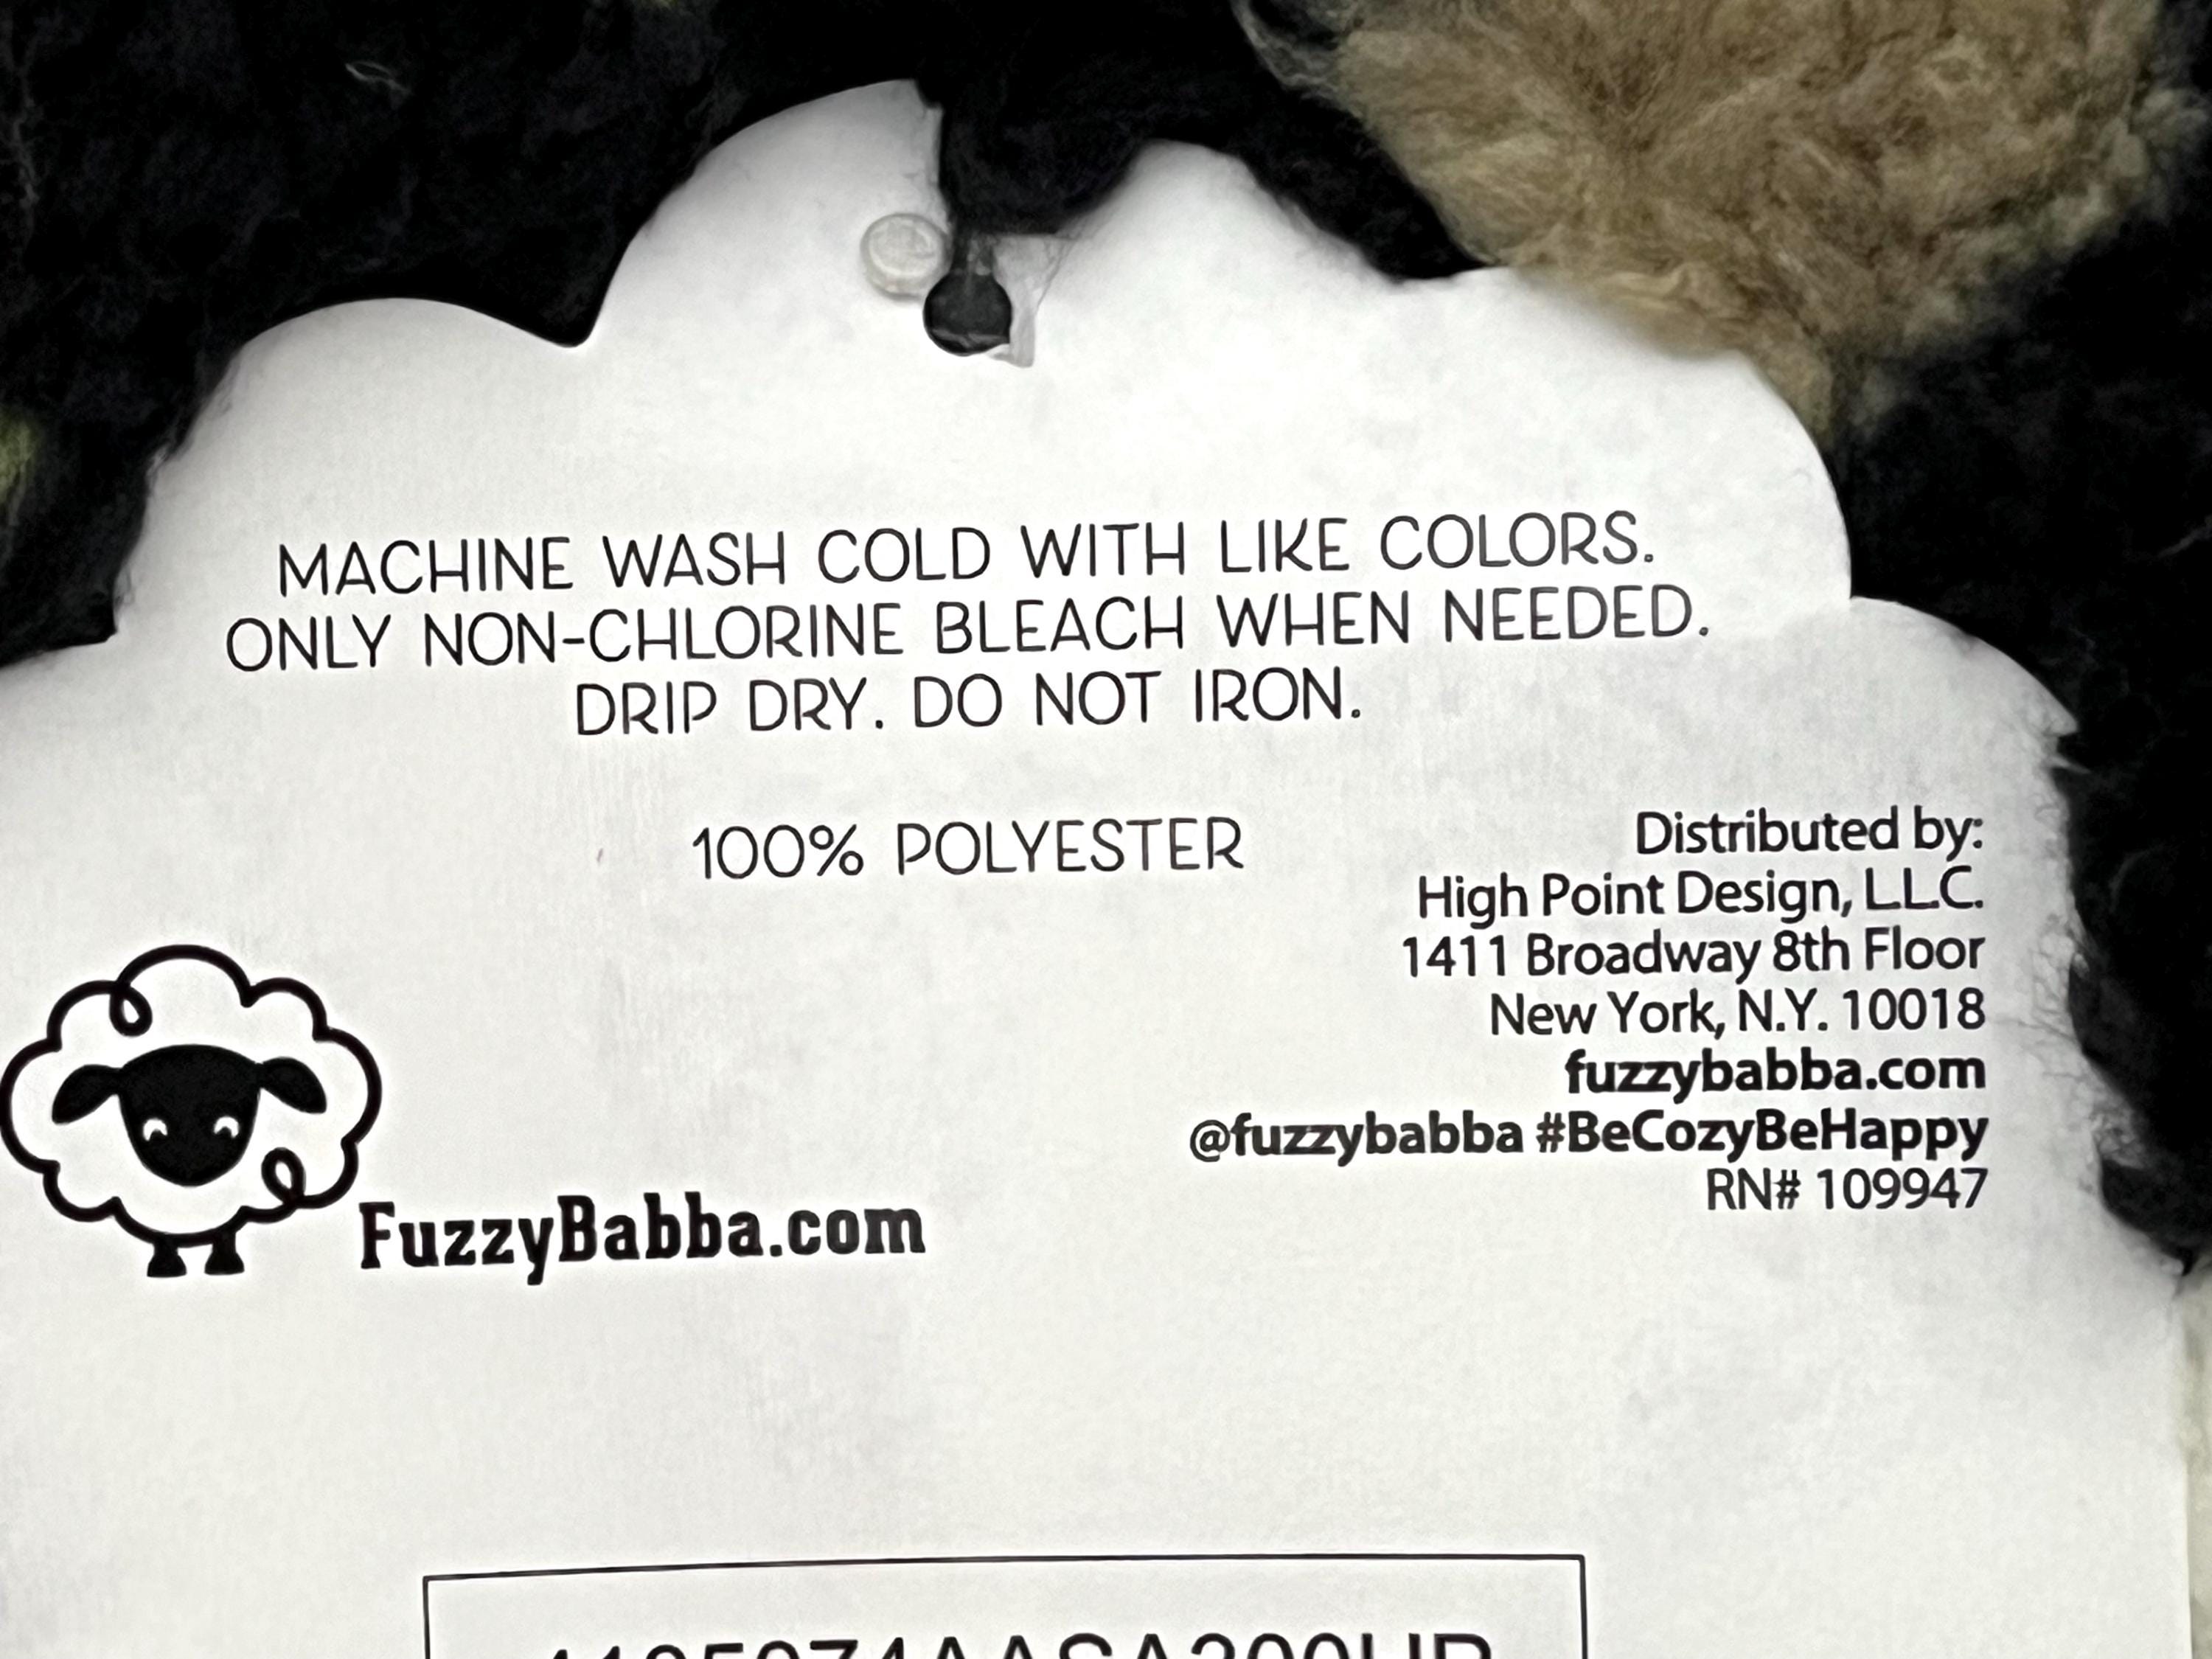 MACHINE WASH COLD WITH LIKE COLORS.
ONLY NON-CHLORINE BLEACH WHEN NEEDED.
DRIP DRY. DO NOT IRON.
100% POLYESTER
Distributed by:
High Point Design, LLC.
1411 Broadway 8th Floor
New York, N.Y. 10018
fuzzybabba.com
@fuzzybabba #BeCozyBeHappy
RN# 109947
FuzzyBabba.com